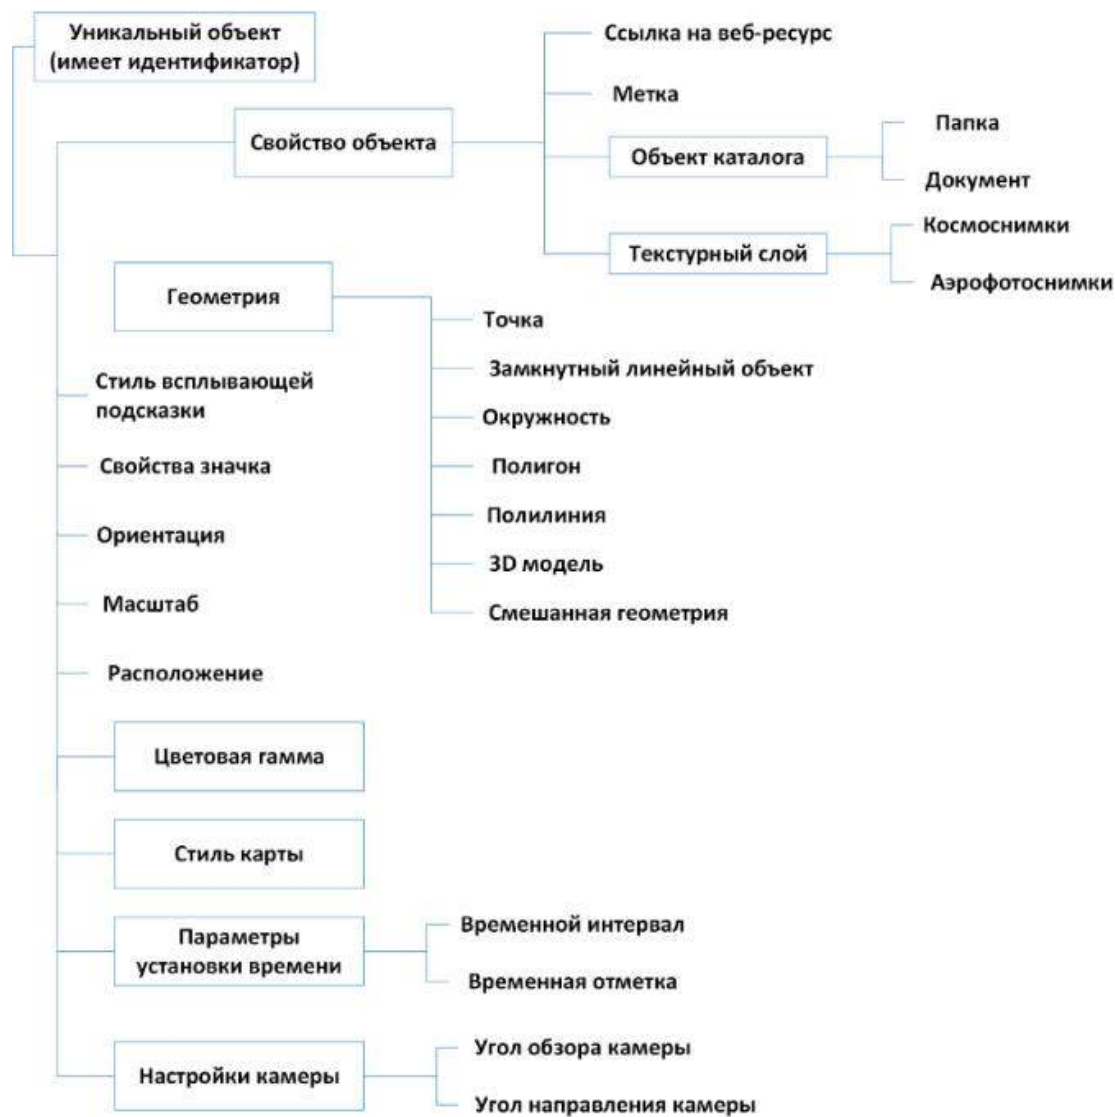 Уникальный объект
(имеет идентификатор)
Свойство объекта
Ссылка на веб-ресурс
Метка
Объект каталога
Папка
Документ
Текстурный слой
Космоснимки
Аэрофотоснимки
Геометрия
Точка
Замкнутный линейный объект
Окружность
Полигон
Полилиния
3D модель
Смешанная геометрия
Стиль всплывающей
подсказки
Свойства значка
Ориентация
Масштаб
Расположение
Цветовая гамма
Стиль карты
Параметры
установки времени
Временной интервал
Временная отметка
Настройки камеры
Угол обзора камеры
Угол направления камеры